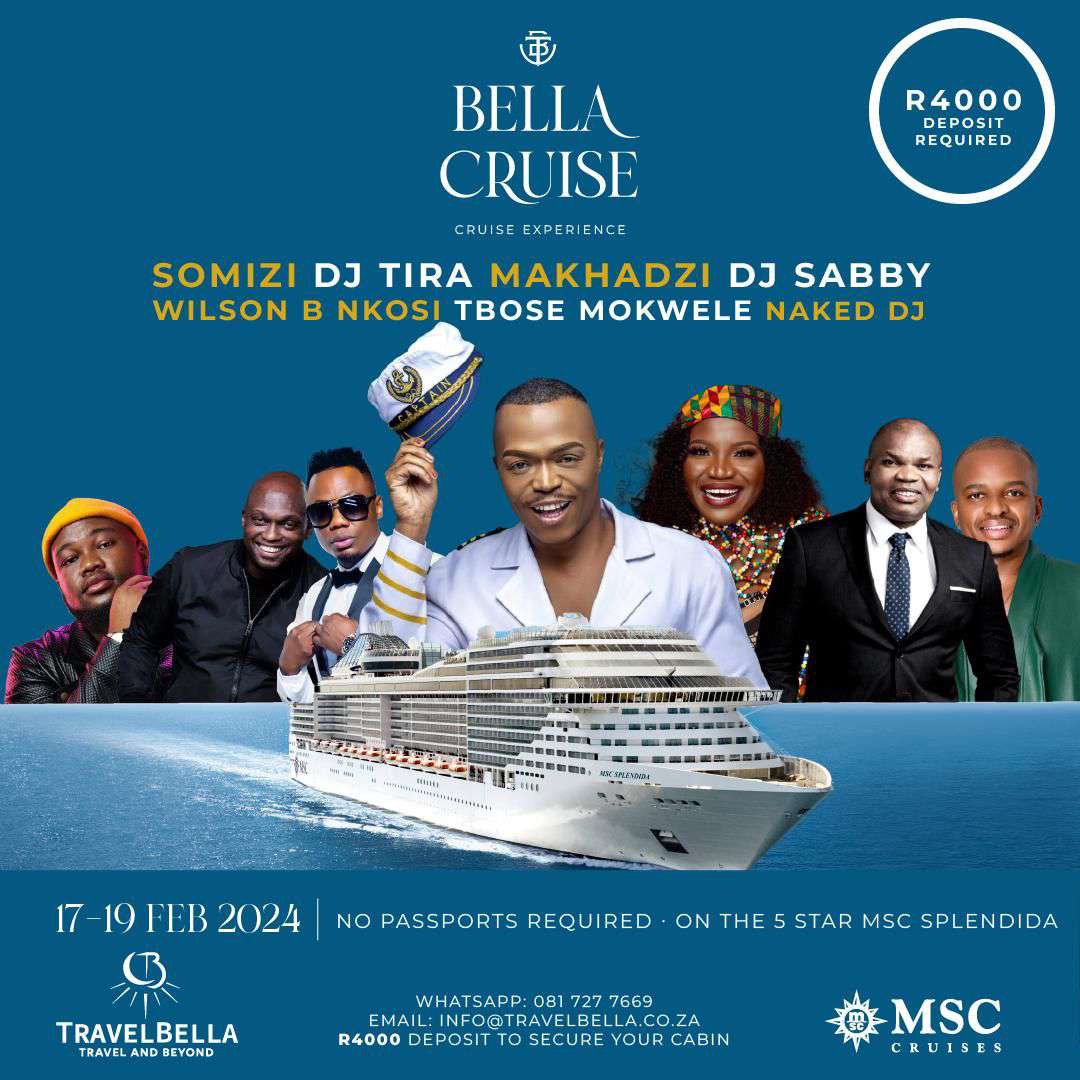 BELLA
CRUISE
CRUISE EXPERIENCE
R4000
DEPOSIT
REQUIRED
SOMIZI DJ TIRA MAKHADZI DJ SABBY
WILSON B NKOSI TBOSE MOKWELE NAKED DJ
CAPTAIN
MSC
MSC SPLENDIDA
17-19 FEB 2024 NO PASSPORTS REQUIRED · ON THE 5 STAR MSC SPLENDIDA
TRAVELBELLA
TRAVEL AND BEYOND
WHATSAPP: 081 727 7669
EMAIL: INFO@TRAVELBELLA.CO.ZA
R4000 DEPOSIT TO SECURE YOUR CABIN
msc
MSC
CRUISES